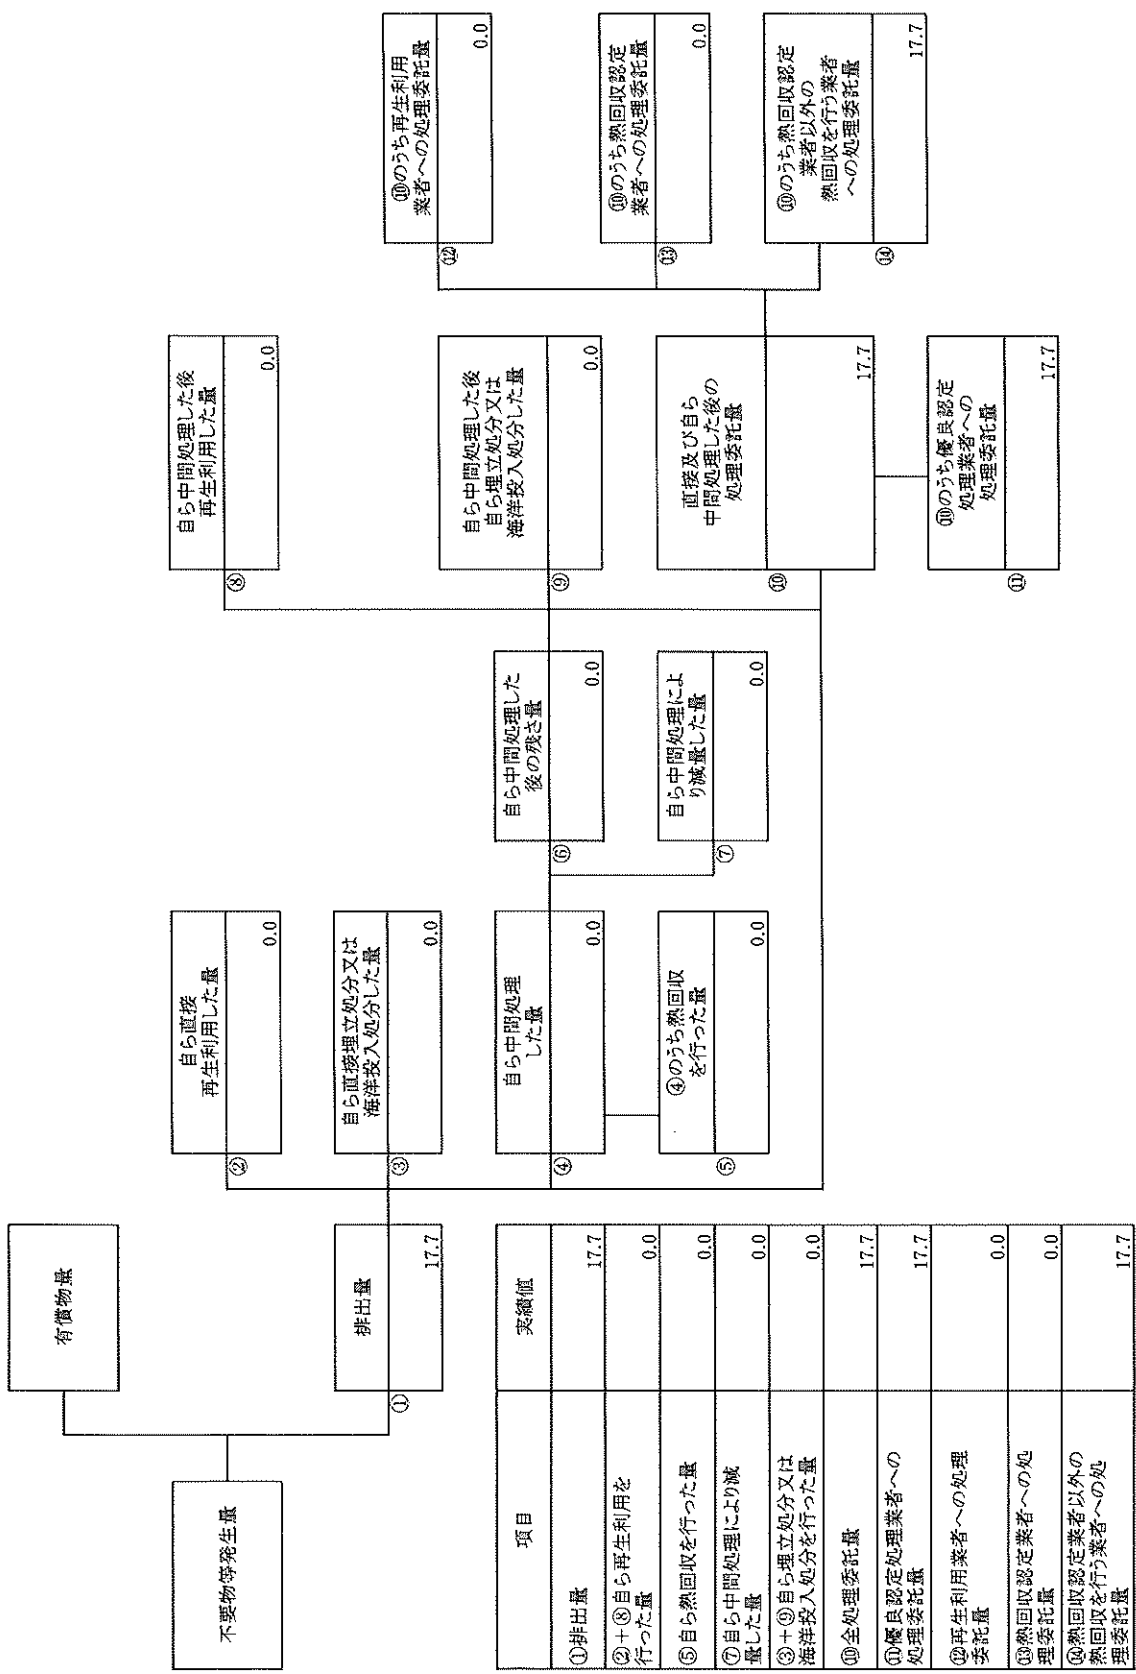 不要物等発生量
有償物量
①
排出量
17.7
②
自ら直接
再生利用した量
0.0
③
自ら直接埋立処分又は
海洋投入処分した量
0.0
④
自ら中間処理
した量
0.0
⑤
④のうち熱回収
を行った量
0.0
⑥
自ら中間処理した
後の残さ量
0.0
⑦
自ら中間処理によ
り減量した量
0.0
⑧
自ら中間処理した後
再生利用した量
0.0
⑨
自ら中間処理した後
自ら埋立処分又は
海洋投入処分した量
0.0
⑩
直接及び自ら
中間処理した後の
処理委託量
17.7
⑪
⑩のうち優良認定
処理業者への
処理委託量
17.7
⑫
⑩のうち再生利用
業者への処理委託量
0.0
⑬
⑩のうち熱回収認定
業者への処理委託量
0.0
⑭
⑩のうち熱回収認定
業者以外の
熱回収を行う業者
への処理委託量
17.7
項目 実績値
①排出量 17.7
②+⑧自ら再生利用を
行った量 0.0
⑤自ら熱回収を行った量 0.0
⑦自ら中間処理により減
量した量 0.0
③+⑨自ら埋立処分又は
海洋投入処分を行った量 0.0
⑩全処理委託量 17.7
⑪優良認定処理業者への
処理委託量 17.7
⑫再生利用業者への処理
委託量 0.0
⑬熱回収認定業者への処
理委託量 0.0
⑭熱回収認定業者以外の
熱回収を行う業者への処
理委託量 17.7